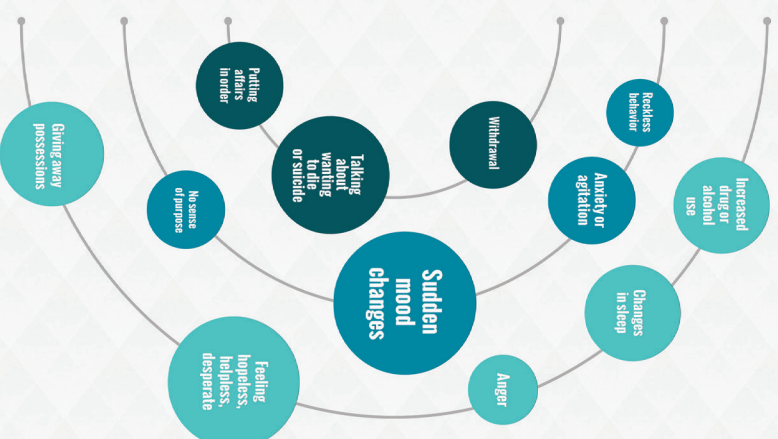 Increased
drug or
alcohol
use
Reckless
behavior
Changes
in sleep
Anxiety or
agitation
Withdrawal
Anger
Sudden
mood
changes
Talking
about
wanting
to die
or suicide
Putting
affairs
in order
Feeling
hopeless,
helpless,
desperate
No sense
of purpose
Giving away
possessions